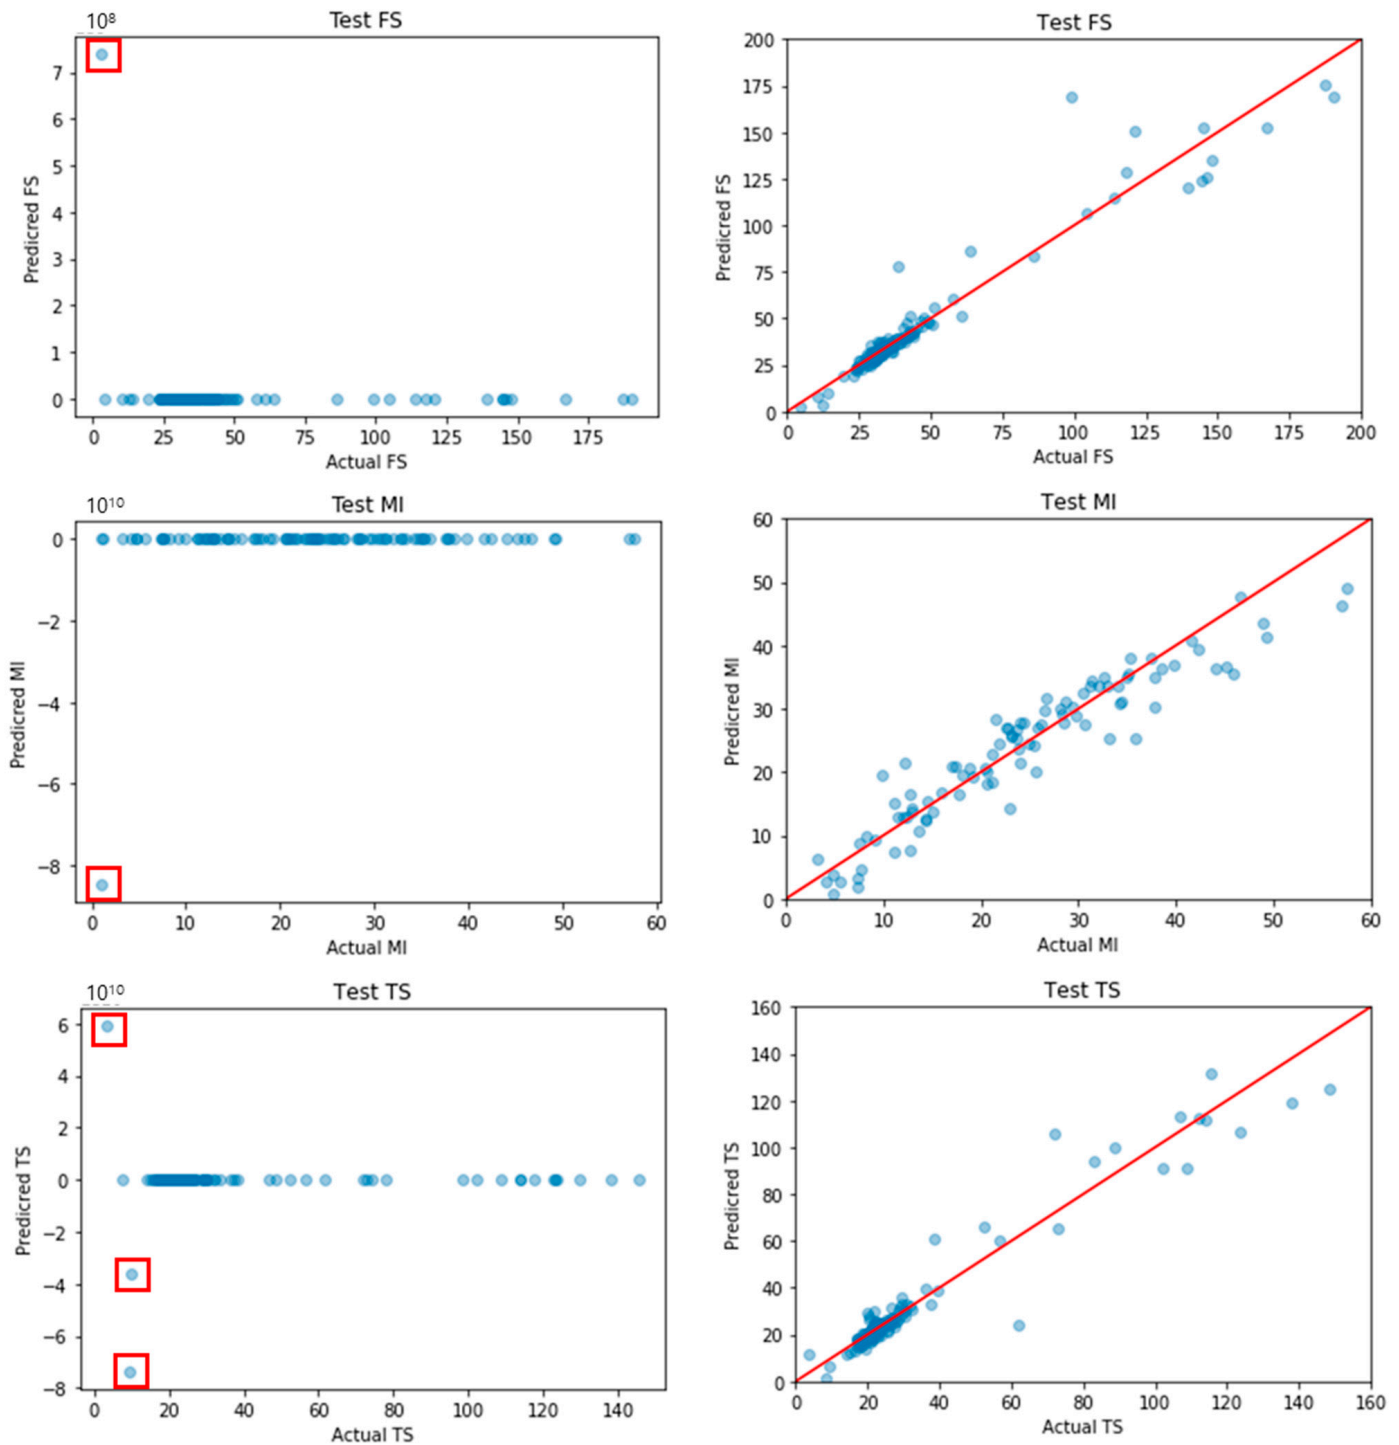 10⁸
Test FS
7
6
5
4
3
2
1
0
Predicred FS
0 25 50 75 100 125 150 175
Actual FS
Test FS
200
175
150
125
100
75
50
25
0
Predicred FS
0 25 50 75 100 125 150 175 200
Actual FS
10¹⁰
Test MI
0
−2
−4
−6
−8
Predicred MI
0 10 20 30 40 50 60
Actual MI
Test MI
60
50
40
30
20
10
0
Predicred MI
0 10 20 30 40 50 60
Actual MI
10¹⁰
Test TS
6
4
2
0
−2
−4
−6
−8
Predicred TS
0 20 40 60 80 100 120 140
Actual TS
Test TS
160
140
120
100
80
60
40
20
0
Predicred TS
0 20 40 60 80 100 120 140 160
Actual TS